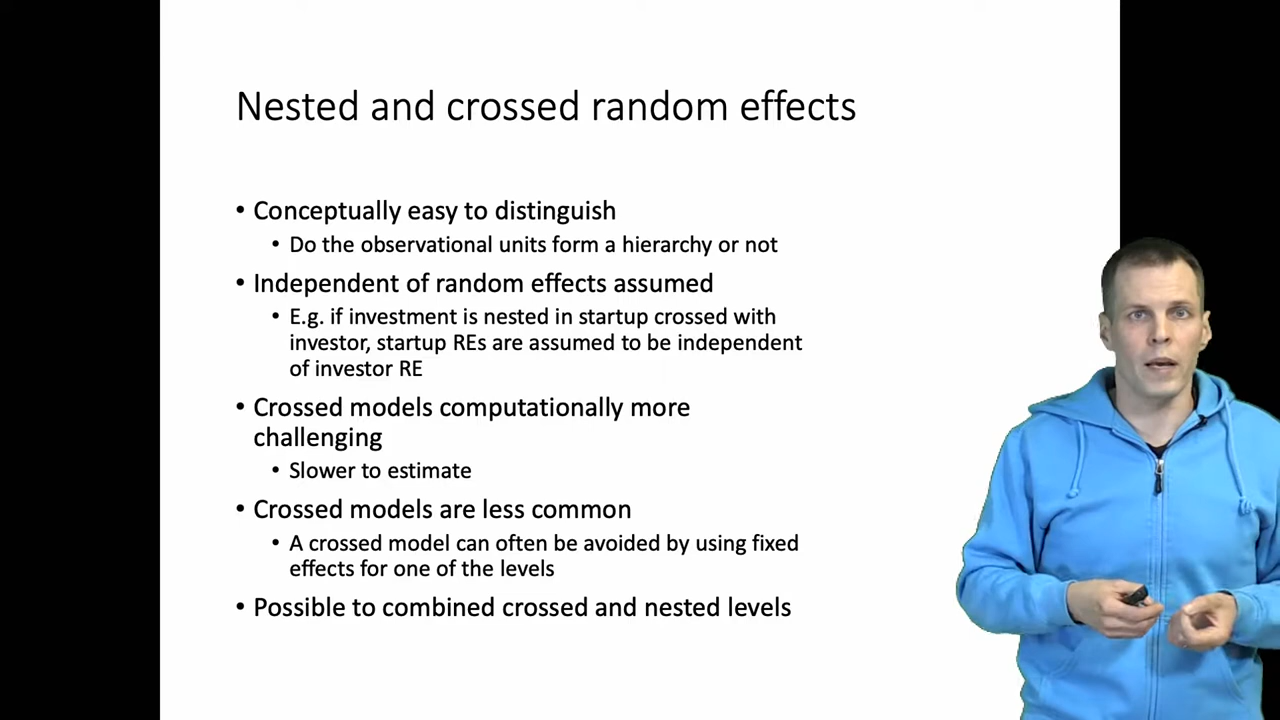 Nested and crossed random effects
• Conceptually easy to distinguish
• Do the observational units form a hierarchy or not
• Independent of random effects assumed
• E.g. if investment is nested in startup crossed with
investor, startup REs are assumed to be independent
of investor RE
• Crossed models computationally more
challenging
• Slower to estimate
• Crossed models are less common
• A crossed model can often be avoided by using fixed
effects for one of the levels
• Possible to combined crossed and nested levels